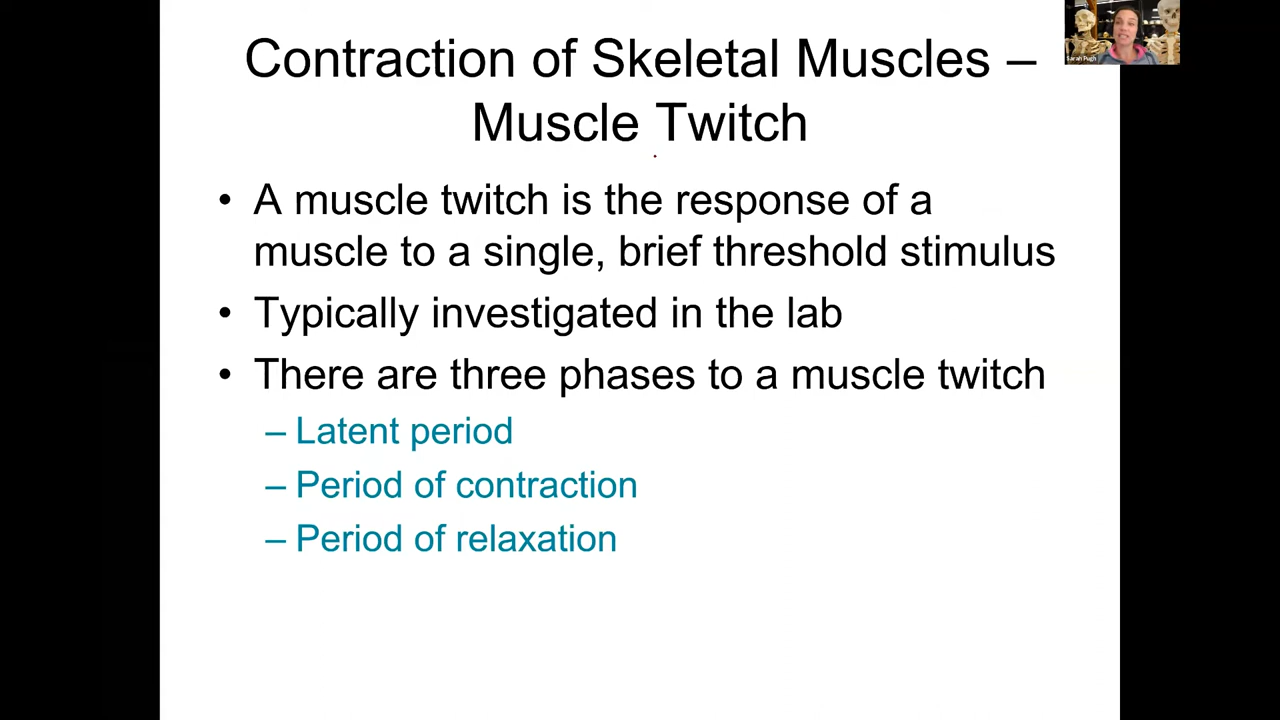 Contraction of Skeletal Muscles –
Muscle Twitch
Sarah Pugh
• A muscle twitch is the response of a
muscle to a single, brief threshold stimulus
• Typically investigated in the lab
• There are three phases to a muscle twitch
– Latent period
– Period of contraction
– Period of relaxation